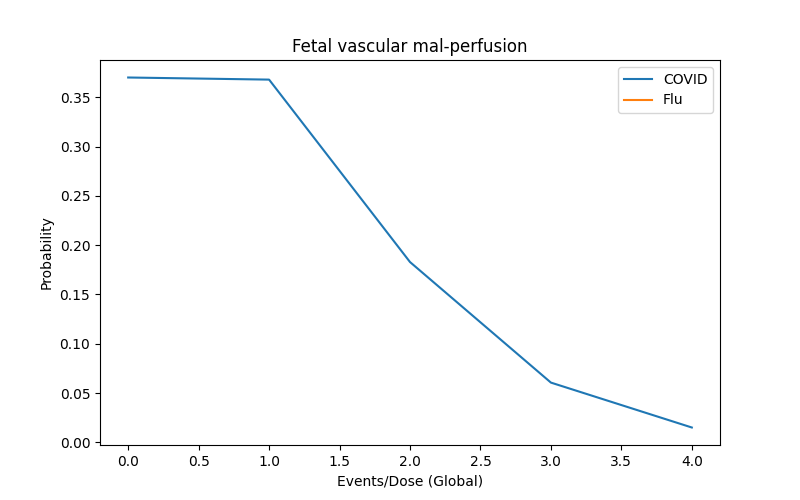 Fetal vascular mal-perfusion
COVID
Flu
Probability
0.35
0.30
0.25
0.20
0.15
0.10
0.05
0.00
0.0 0.5 1.0 1.5 2.0 2.5 3.0 3.5 4.0
Events/Dose (Global)